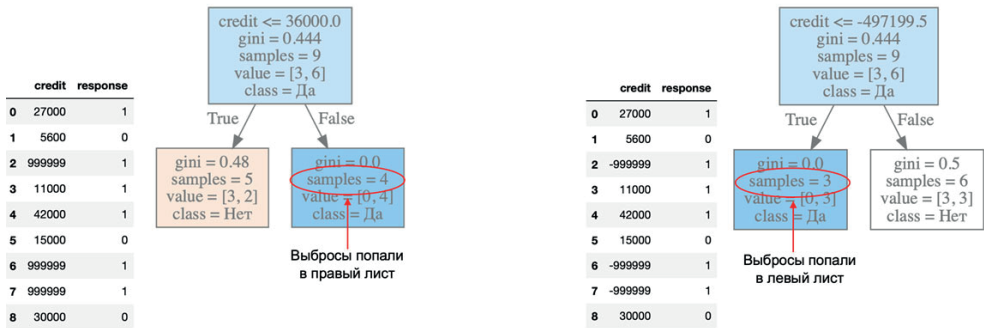 credit response
0 27000 1
1 5600 0
2 999999 1
3 11000 1
4 42000 1
5 15000 0
6 999999 1
7 999999 1
8 30000 0
credit <= 36000.0
gini = 0.444
samples = 9
value = [3, 6]
class = Да
True
False
gini = 0.48
samples = 5
value = [3, 2]
class = Нет
gini = 0.0
samples = 4
value = [0, 4]
class = Да
Выбросы попали
в правый лист
credit response
0 27000 1
1 5600 0
2 -999999 1
3 11000 1
4 42000 1
5 15000 0
6 -999999 1
7 -999999 1
8 30000 0
credit <= -497199.5
gini = 0.444
samples = 9
value = [3, 6]
class = Да
True
False
gini = 0.0
samples = 3
value = [0, 3]
class = Да
gini = 0.5
samples = 6
value = [3, 3]
class = Нет
Выбросы попали
в левый лист